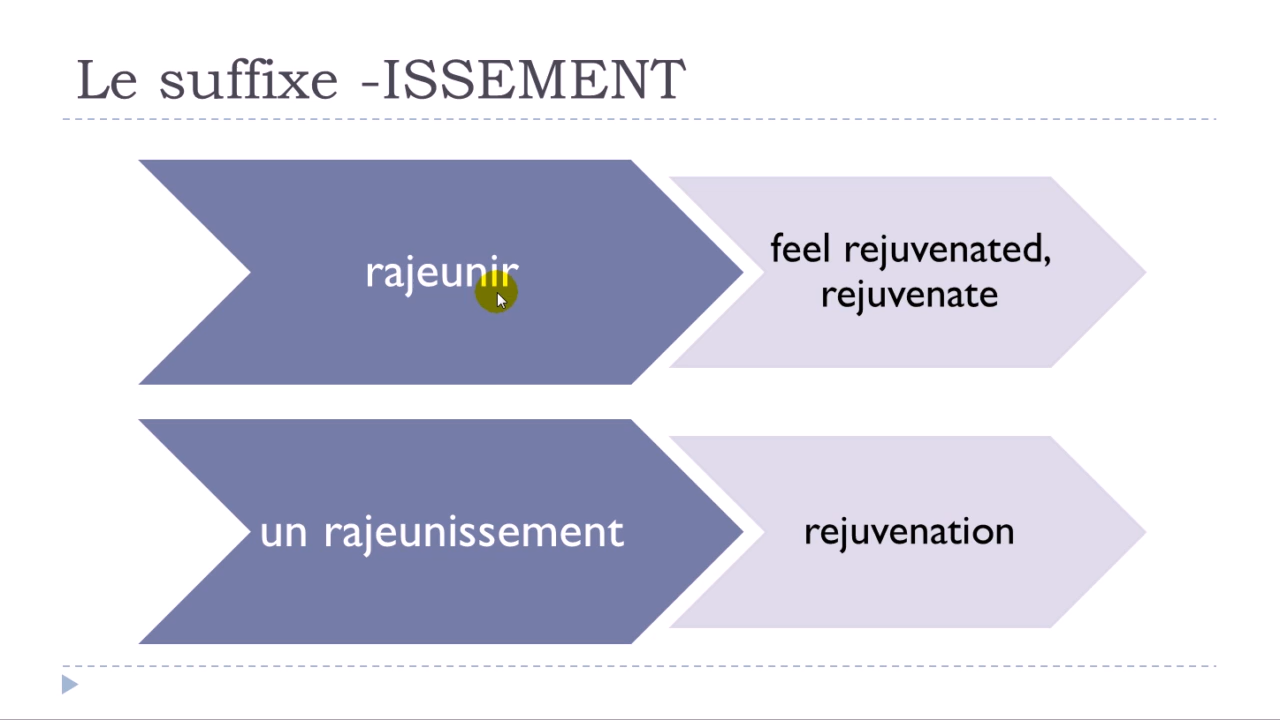 Le suffixe -ISSEMENT
rajeunir
feel rejuvenated,
rejuvenate
un rajeunissement
rejuvenation